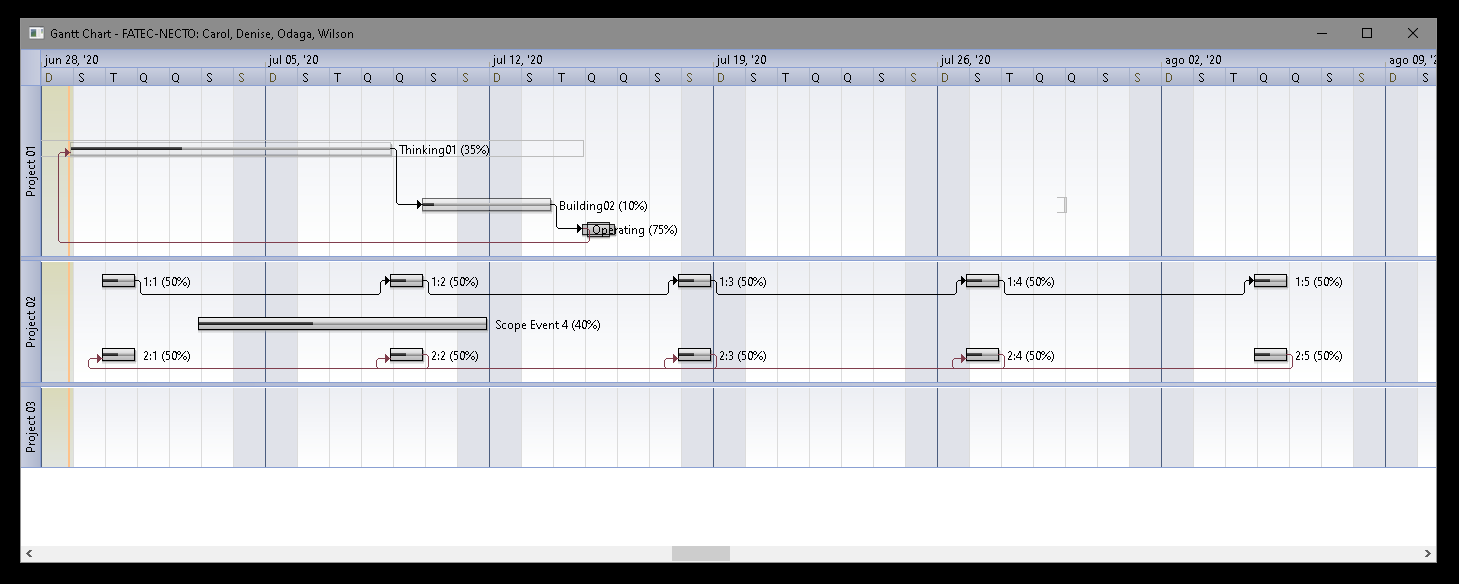 Gantt Chart - FATEC-NECTO: Carol, Denise, Odaga, Wilson
jun 28, '20 jul 05, '20 jul 12, '20 jul 19, '20 jul 26, '20 ago 02, '20 ago 09,
D S T Q Q S S D S T Q Q S S D S T Q Q S S D S T Q Q S S D S T Q Q S S D S T Q Q S S D S
Project 01
Thinking01 (35%)
Building02 (10%)
Operating (75%)
Project 02
1:1 (50%) 1:2 (50%) 1:3 (50%) 1:4 (50%) 1:5 (50%)
Scope Event 4 (40%)
2:1 (50%) 2:2 (50%) 2:3 (50%) 2:4 (50%) 2:5 (50%)
Project 03